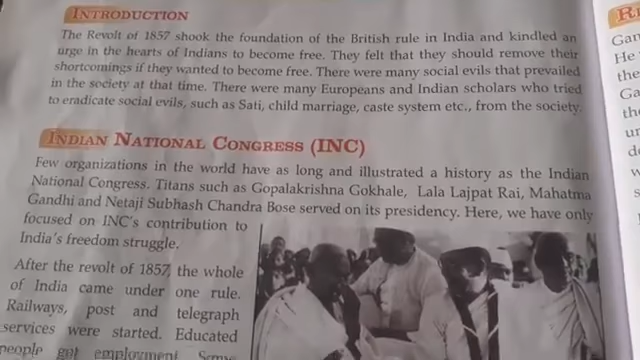 INTRODUCTION
The Revolt of 1857 shook the foundation of the British rule in India and kindled an
urge in the hearts of Indians to become free. They felt that they should remove their
shortcomings if they wanted to become free. There were many social evils that prevailed
in the society at that time. There were many Europeans and Indian scholars who tried
to eradicate social evils, such as Sati, child marriage, caste system etc., from the society.
INDIAN NATIONAL CONGRESS (INC)
Few organizations in the world have as long and illustrated a history as the Indian
National Congress. Titans such as Gopalakrishna Gokhale, Lala Lajpat Rai, Mahatma
Gandhi and Netaji Subhash Chandra Bose served on its presidency. Here, we have only
focused on INC's contribution to
India's freedom struggle.
After the revolt of 1857, the whole
of India came under one rule.
Railways, post and telegraph
services were started. Educated
people got employment. Some
He
the